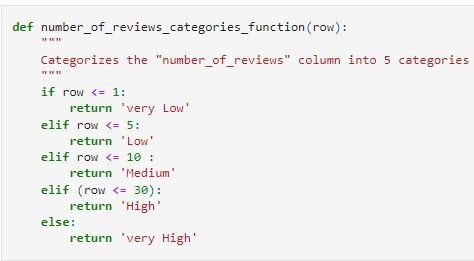 def number_of_reviews_categories_function(row):
    """
    Categorizes the "number_of_reviews" column into 5 categories
    """
    if row <= 1:
        return 'very Low'
    elif row <= 5:
        return 'Low'
    elif row <= 10 :
        return 'Medium'
    elif (row <= 30):
        return 'High'
    else:
        return 'very High'